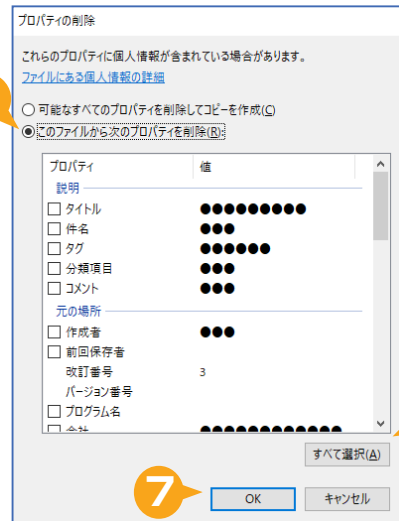 プロパティの削除
これらのプロパティに個人情報が含まれている場合があります。
ファイルにある個人情報の詳細
可能なすべてのプロパティを削除してコピーを作成(C)
このファイルから次のプロパティを削除(R):
プロパティ 値
説明
タイトル ●●●●●●●●●
件名 ●●●
タグ ●●●●●●
分類項目 ●●●
コメント ●●●
元の場所
作成者 ●●●
前回保存者
改訂番号 3
バージョン番号
プログラム名
会社 ●●●●●●●●●●●●
すべて選択(A)
7 OK キャンセル